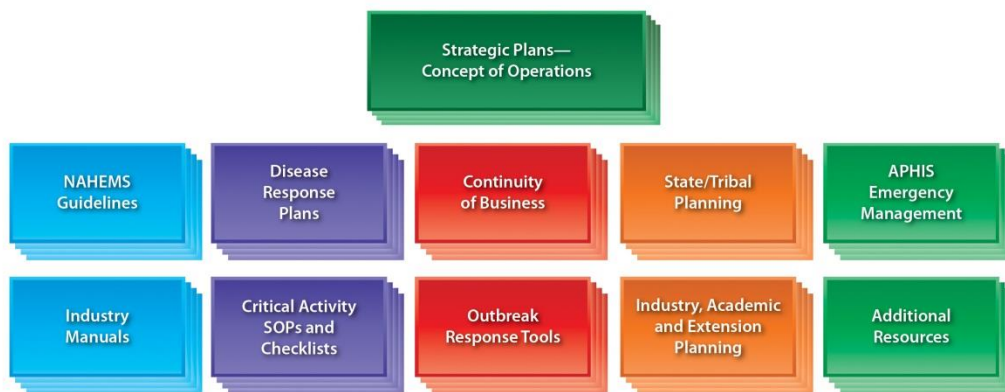 Strategic Plans—
Concept of Operations
NAHEMS
Guidelines
Disease
Response
Plans
Continuity
of Business
State/Tribal
Planning
APHIS
Emergency
Management
Industry
Manuals
Critical Activity
SOPs and
Checklists
Outbreak
Response Tools
Industry, Academic
and Extension
Planning
Additional
Resources